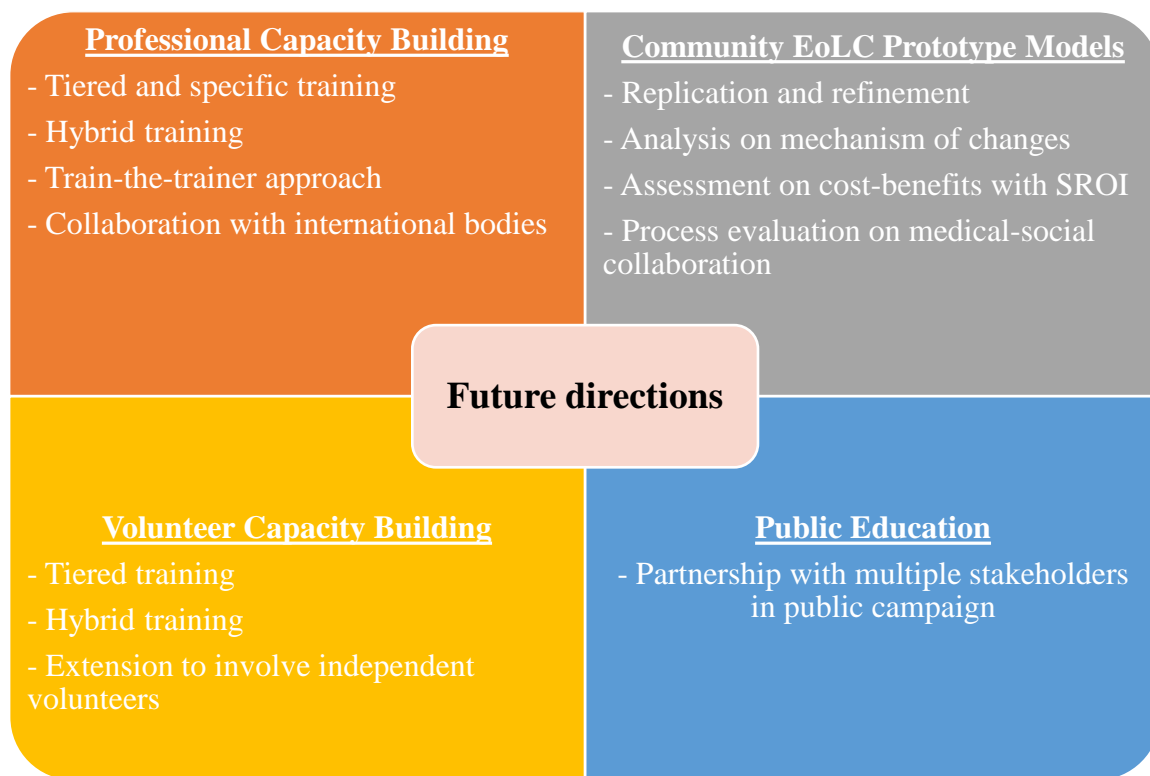 Professional Capacity Building
- Tiered and specific training
- Hybrid training
- Train-the-trainer approach
- Collaboration with international bodies
Community EoLC Prototype Models
- Replication and refinement
- Analysis on mechanism of changes
- Assessment on cost-benefits with SROI
- Process evaluation on medical-social
collaboration
Future directions
Volunteer Capacity Building
- Tiered training
- Hybrid training
- Extension to involve independent
volunteers
Public Education
- Partnership with multiple stakeholders
in public campaign